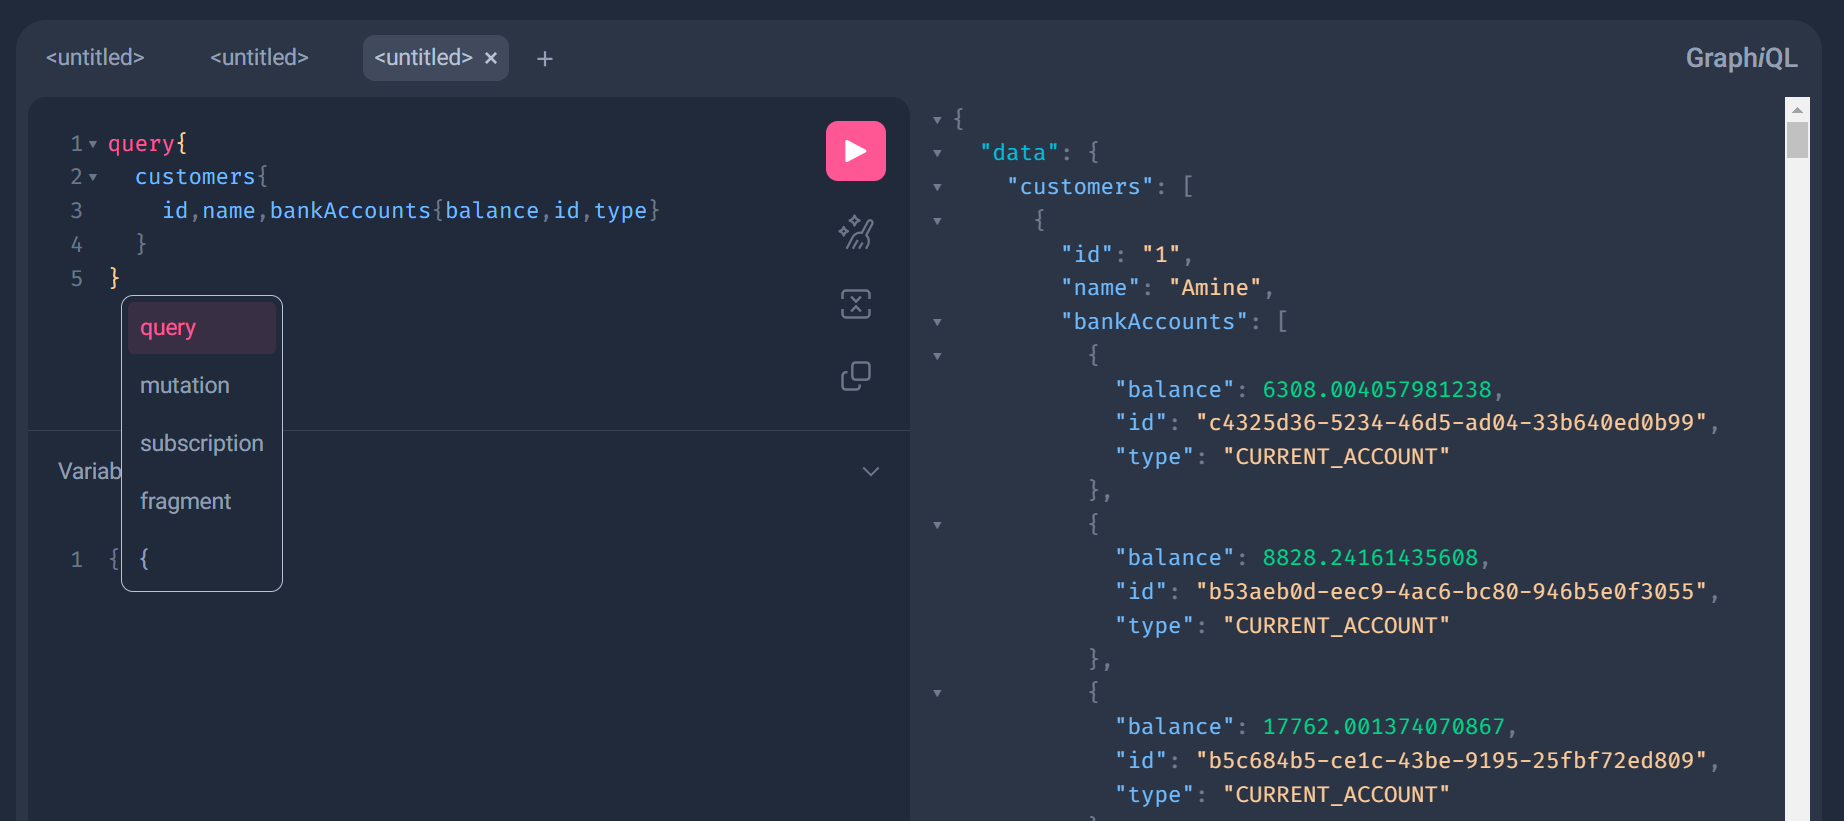 <untitled> <untitled> <untitled> × +
GraphiQL
1 query{
2 customers{
3 id,name,bankAccounts{balance,id,type}
4 }
5 }
query
mutation
subscription
fragment
{
Variab
1 {
{
"data": {
"customers": [
{
"id": "1",
"name": "Amine",
"bankAccounts": [
{
"balance": 6308.004057981238,
"id": "c4325d36-5234-46d5-ad04-33b640ed0b99",
"type": "CURRENT_ACCOUNT"
},
{
"balance": 8828.24161435608,
"id": "b53aeb0d-eec9-4ac6-bc80-946b5e0f3055",
"type": "CURRENT_ACCOUNT"
},
{
"balance": 17762.001374070867,
"id": "b5c684b5-ce1c-43be-9195-25fbf72ed809",
"type": "CURRENT_ACCOUNT"